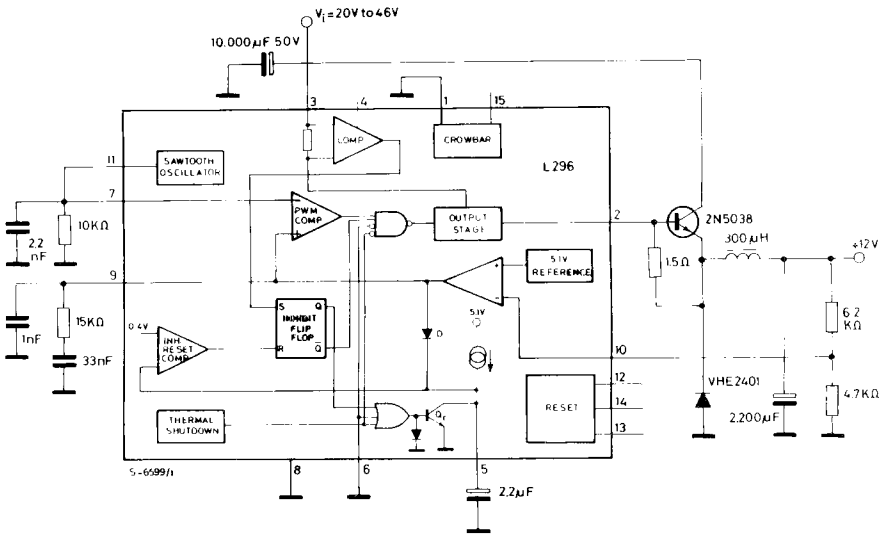 Vi=20V to 46V
10.000µF 50V
3
4
1
15
COMP
CROWBAR
L296
11
SAWTOOTH
OSCILLATOR
7
PWM
COMP
OUTPUT
STAGE
2
2N5038
300µH
+12V
2,2
nF
10KΩ
1.5Ω
9
5.1V
REFERENCE
6.2
KΩ
5.1V
1nF
15KΩ
33nF
0.4V
INH.
RESET
COMP.
S
Q
INHIBIT
FLIP
FLOP
R
Q̅
D
10
12
14
13
RESET
VHE2401
2.200µF
4.7KΩ
THERMAL
SHUTDOWN
S-6599/1
8
6
5
2.2µF